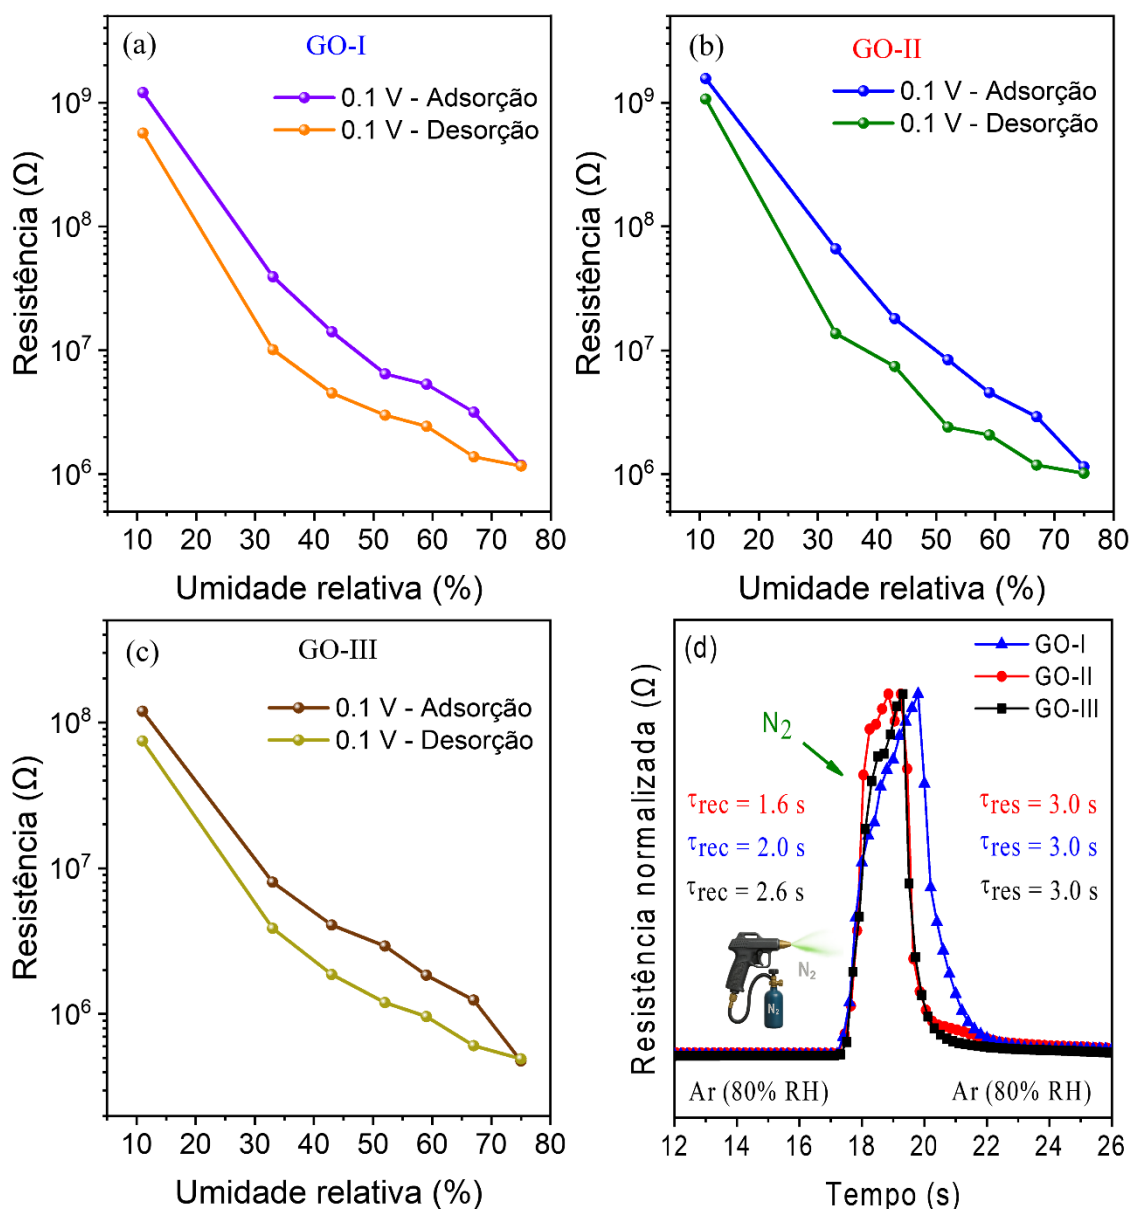 (a)
GO-I
0.1 V - Adsorção
0.1 V - Desorção
10⁹
10⁸
10⁷
10⁶
Resistência (Ω)
10 20 30 40 50 60 70 80
Umidade relativa (%)
(b)
GO-II
0.1 V - Adsorção
0.1 V - Desorção
10⁹
10⁸
10⁷
10⁶
Resistência (Ω)
10 20 30 40 50 60 70 80
Umidade relativa (%)
(c)
GO-III
0.1 V - Adsorção
0.1 V - Desorção
10⁸
10⁷
10⁶
Resistência (Ω)
10 20 30 40 50 60 70 80
Umidade relativa (%)
(d)
GO-I
GO-II
GO-III
N₂
τrec = 1.6 s
τres = 3.0 s
τrec = 2.0 s
τres = 3.0 s
τrec = 2.6 s
τres = 3.0 s
N₂
N₂
Ar (80% RH)
Ar (80% RH)
Resistência normalizada (Ω)
12 14 16 18 20 22 24 26
Tempo (s)